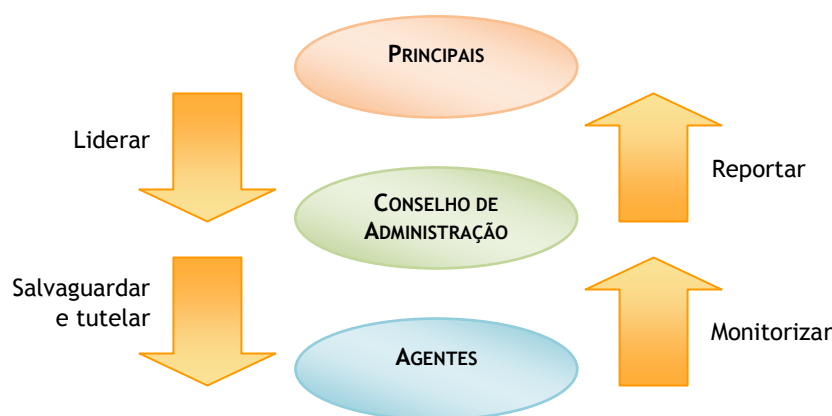 PRINCIPAIS
Liderar
Reportar
CONSELHO DE
ADMINISTRAÇÃO
Salvaguardar
e tutelar
Monitorizar
AGENTES